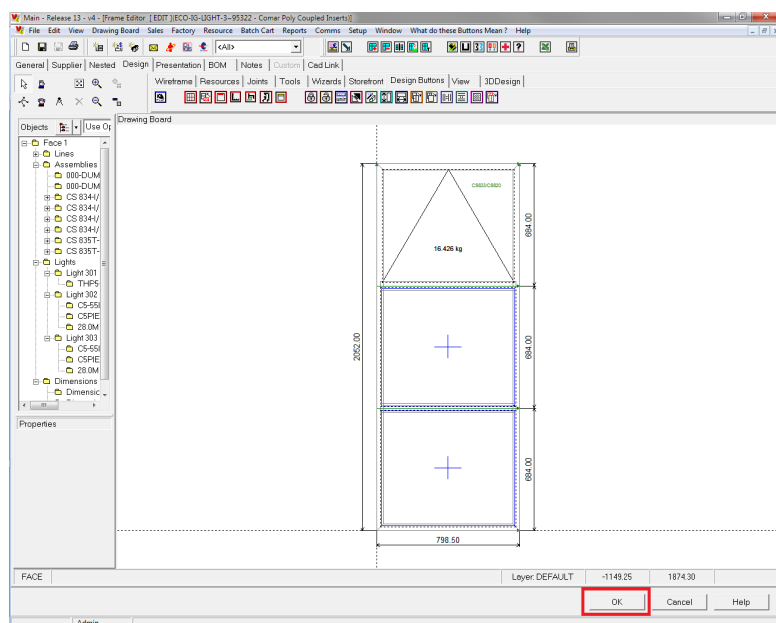 Main - Release 13 - v4 - [Frame Editor [ EDIT ]IECO-IG-LIGHT-3--95322 - Comar Poly Coupled Inserts)]
File Edit View Drawing Board Sales Factory Resource Batch Cart Reports Comms Setup Window What do these Buttons Mean ? Help
<All>
General Supplier Nested Design Presentation BOM Notes Custom Cad Link
Wireframe Resources Joints Tools Wizards Storefront Design Buttons View 3DDesign
Objects Use Op
Drawing Board
Face 1
Lines
Assemblies
000-DUM
000-DUM
CS 834-I/
CS 834-I/
CS 834-I/
CS 834-I/
CS 835T-
CS 835T-
Lights
Light 301
THP5-
Light 302
C5-55I
C5PIE
28.0M
Light 303
C5-55I
C5PIE
28.0M
Dimensions
Dimensic
Properties
16.426 kg
684.00
2052.00
684.00
684.00
798.50
FACE
Layer: DEFAULT -1149.25 1874.30
OK Cancel Help
Admin